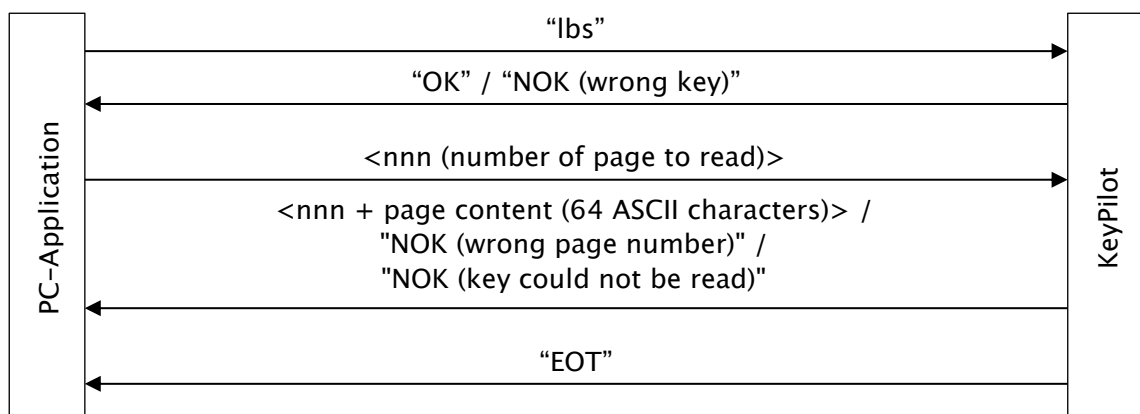 “lbs”
“OK” / “NOK (wrong key)”
<nnn (number of page to read)>
<nnn + page content (64 ASCII characters)> /
"NOK (wrong page number)" /
"NOK (key could not be read)"
“EOT”
PC-Application
KeyPilot